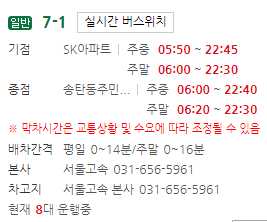 일반 7-1 실시간 버스위치
기점 SK아파트 | 주중 05:50 ~ 22:45
주말 06:00 ~ 22:30
종점 송탄동주민... | 주중 06:00 ~ 22:40
주말 06:20 ~ 22:30
※ 막차시간은 교통상황 및 수요에 따라 조정될 수 있음
배차간격 평일 0~14분/주말 0~16분
본사 서울고속 031-656-5961
차고지 서울고속 본사 031-656-5961
현재 8대 운행중